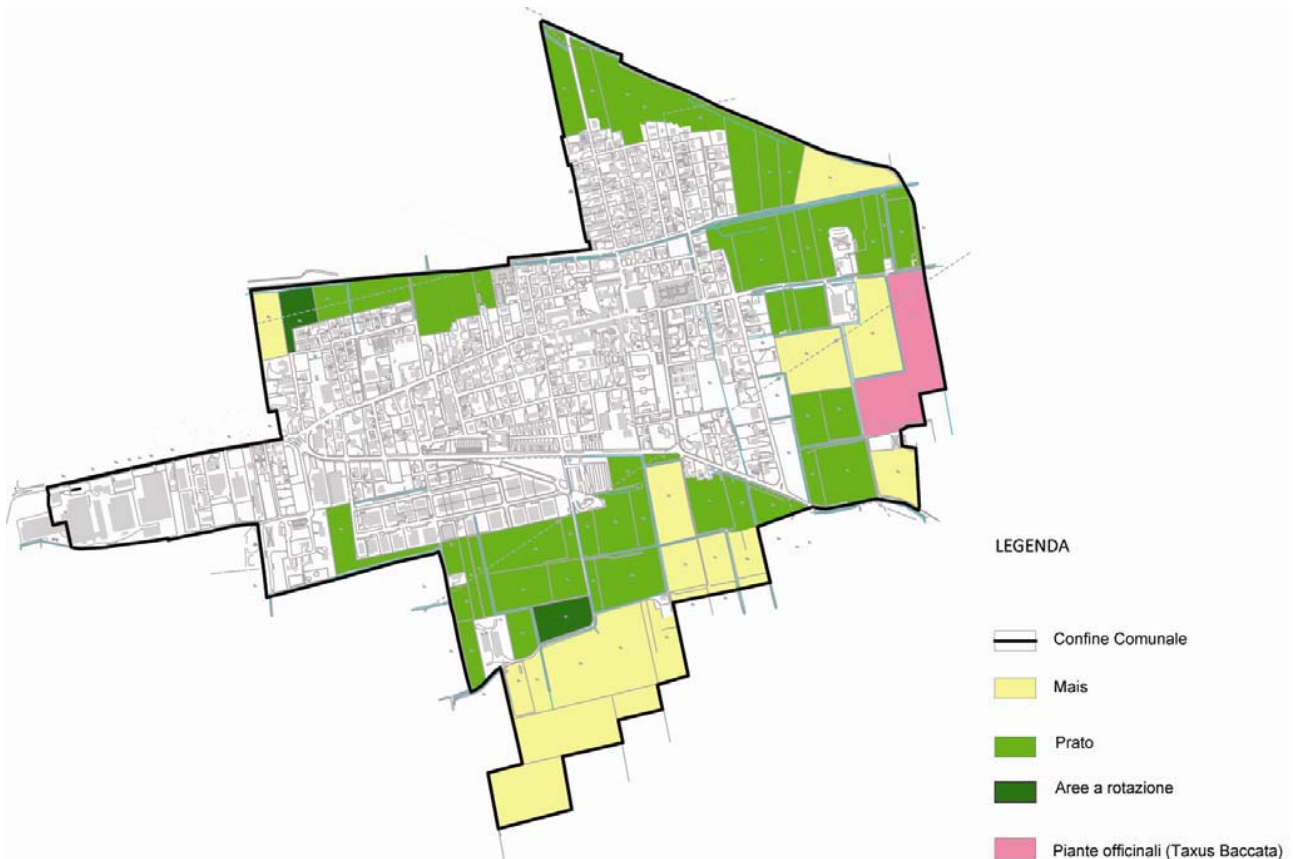 LEGENDA
Confine Comunale
Mais
Prato
Aree a rotazione
Piante officinali (Taxus Baccata)